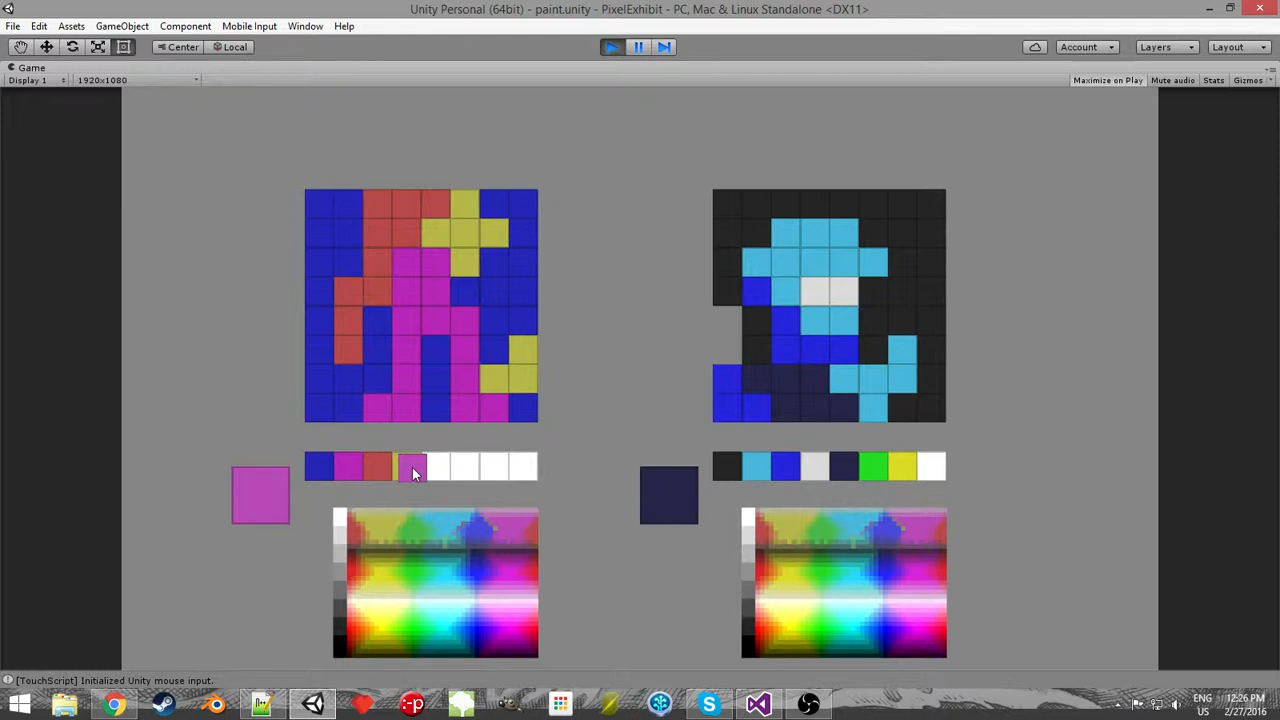 Unity Personal (64bit) - paint.unity - PixelExhibit - PC, Mac & Linux Standalone <DX11>
File Edit Assets GameObject Component Mobile Input Window Help
Center Local Account Layers Layout
Game
Display 1 1920x1080 Maximize on Play Mute audio Stats Gizmos
[TouchScript] Initialized Unity mouse input.
:p
ENG 12:26 PM
US 2/27/2016